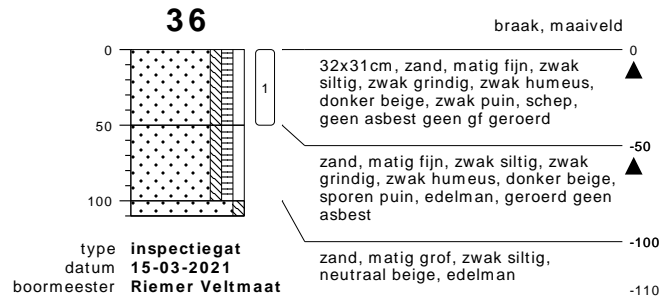 36
braak, maaiveld
0
50
100
1
0
32x31cm, zand, matig fijn, zwak
siltig, zwak grindig, zwak humeus,
donker beige, zwak puin, schep,
geen asbest geen gf geroerd
-50
zand, matig fijn, zwak siltig, zwak
grindig, zwak humeus, donker beige,
sporen puin, edelman, geroerd geen
asbest
-100
zand, matig grof, zwak siltig,
neutraal beige, edelman
-110
type inspectiegat
datum 15-03-2021
boormeester Riemer Veltmaat